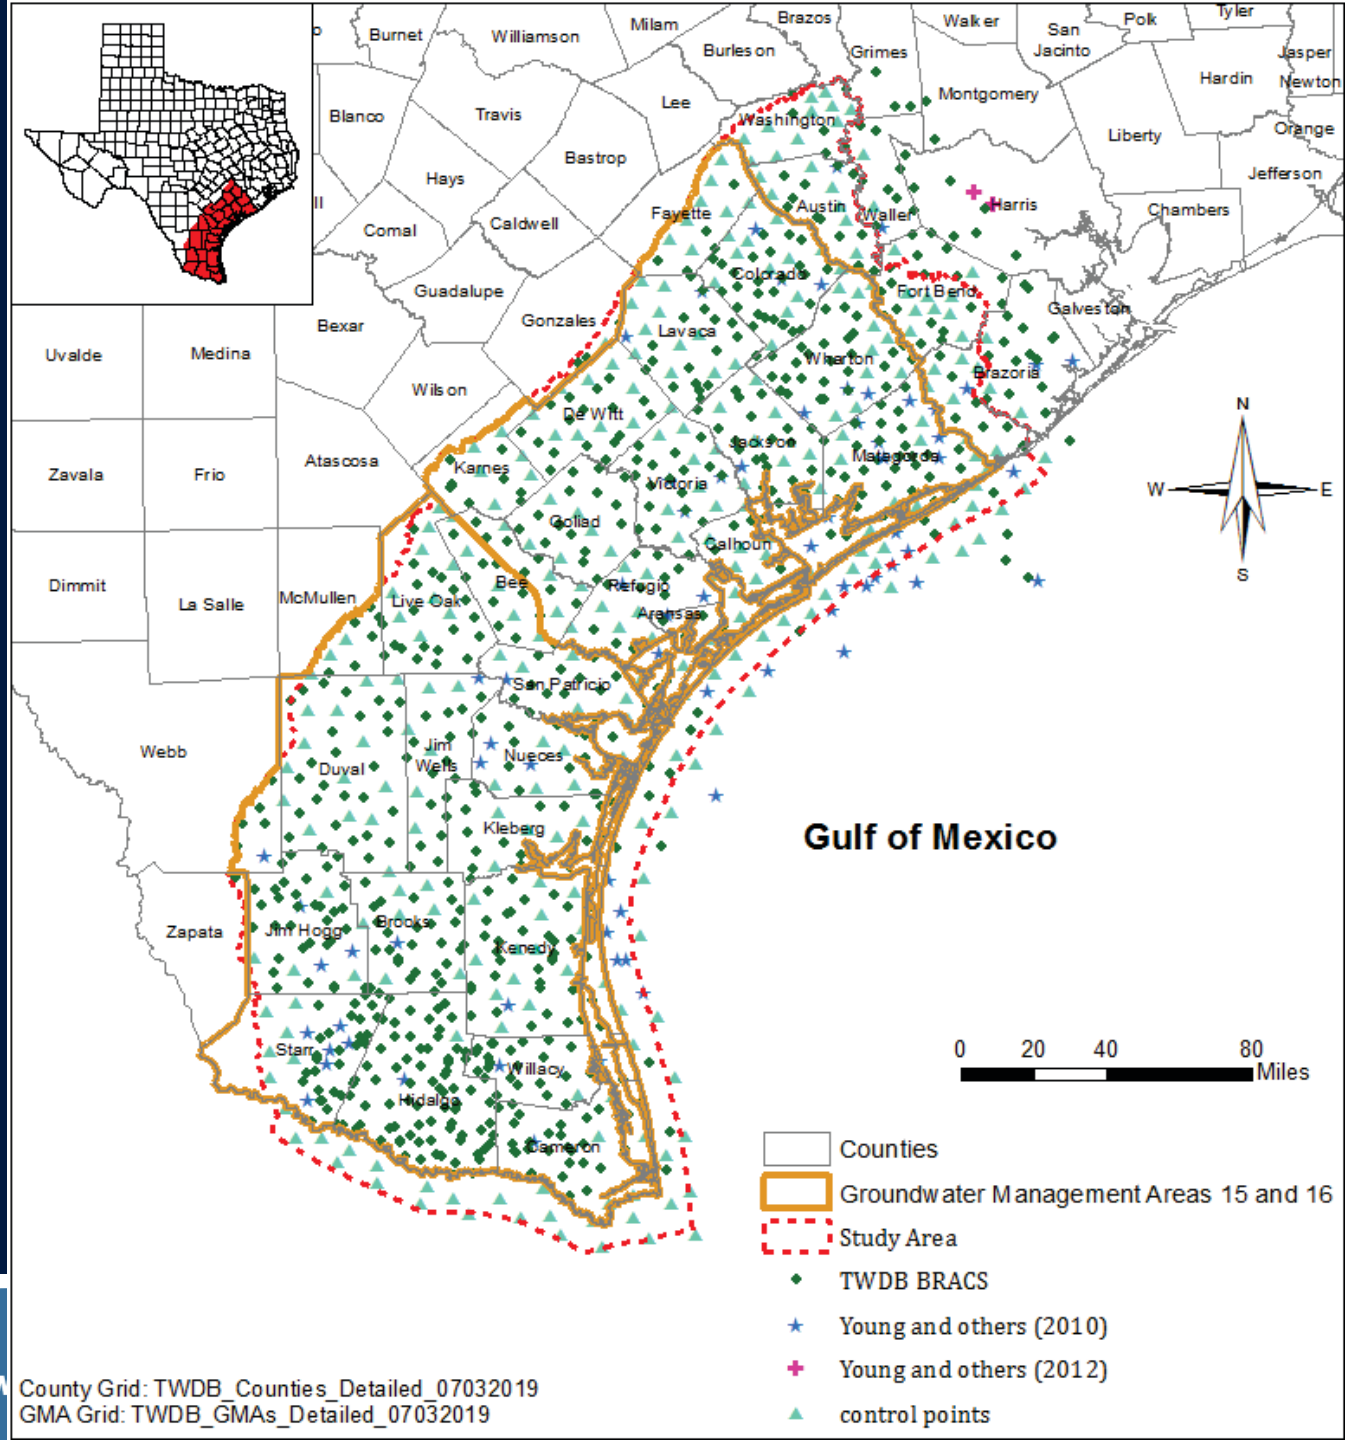 Burnet
Williamson
Milam
Brazos
Walker
Polk
Tyler
San
Jacinto
Burleson
Grimes
Jasper
Hardin
Newton
Montgomery
Blanco
Travis
Lee
Washington
Liberty
Orange
Bastrop
Jefferson
Hays
Caldwell
Fayette
Austin
Waller
Harris
Chambers
Comal
Colorado
Guadalupe
Fort Bend
Galveston
Bexar
Gonzales
Lavaca
Uvalde
Medina
Wharton
Brazoria
Wilson
De Witt
N
Jackson
Matagorda
Atascosa
Karnes
Zavala
Frio
Victoria
W
E
Goliad
Calhoun
S
Dimmit
La Salle
McMullen
Live Oak
Bee
Refugio
Aransas
San Patricio
Webb
Duval
Jim
Wells
Nueces
Kleberg
Gulf of Mexico
Zapata
Jim Hogg
Brooks
Kenedy
Starr
Willacy
Hidalgo
Cameron
0 20 40 80
Miles
Counties
Groundwater Management Areas 15 and 16
Study Area
TWDB BRACS
Young and others (2010)
Young and others (2012)
control points
County Grid: TWDB_Counties_Detailed_07032019
GMA Grid: TWDB_GMAs_Detailed_07032019